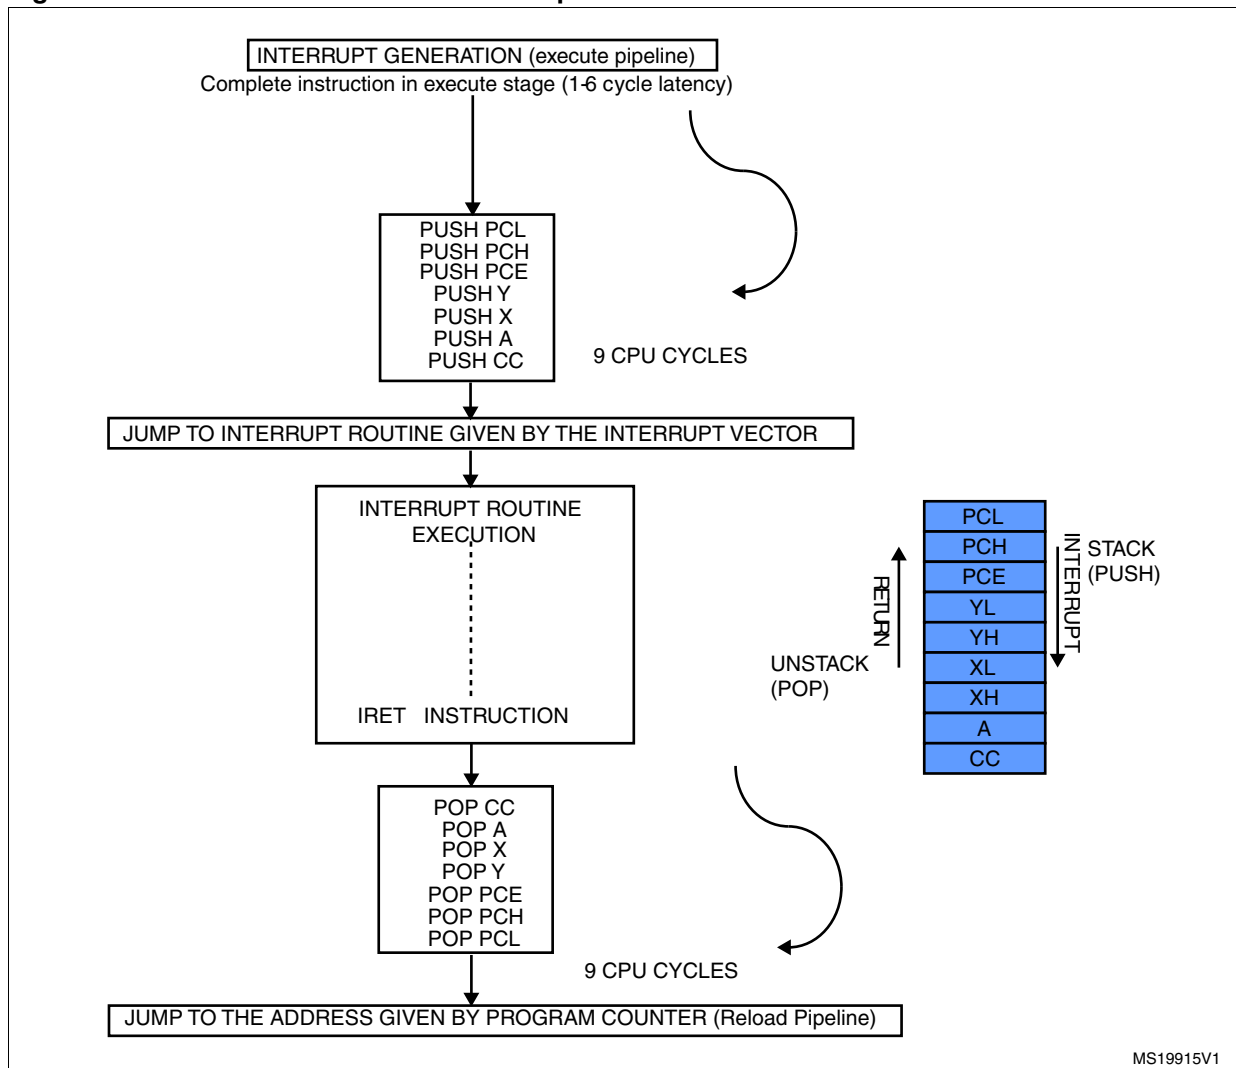 INTERRUPT GENERATION (execute pipeline)
Complete instruction in execute stage (1-6 cycle latency)
PUSH PCL
PUSH PCH
PUSH PCE
PUSH Y
PUSH X
PUSH A
PUSH CC
9 CPU CYCLES
JUMP TO INTERRUPT ROUTINE GIVEN BY THE INTERRUPT VECTOR
INTERRUPT ROUTINE
EXECUTION
IRET INSTRUCTION
PCL
PCH
PCE
YL
YH
XL
XH
A
CC
RETURN
INTERRUPT
STACK
(PUSH)
UNSTACK
(POP)
POP CC
POP A
POP X
POP Y
POP PCE
POP PCH
POP PCL
9 CPU CYCLES
JUMP TO THE ADDRESS GIVEN BY PROGRAM COUNTER (Reload Pipeline)
MS19915V1